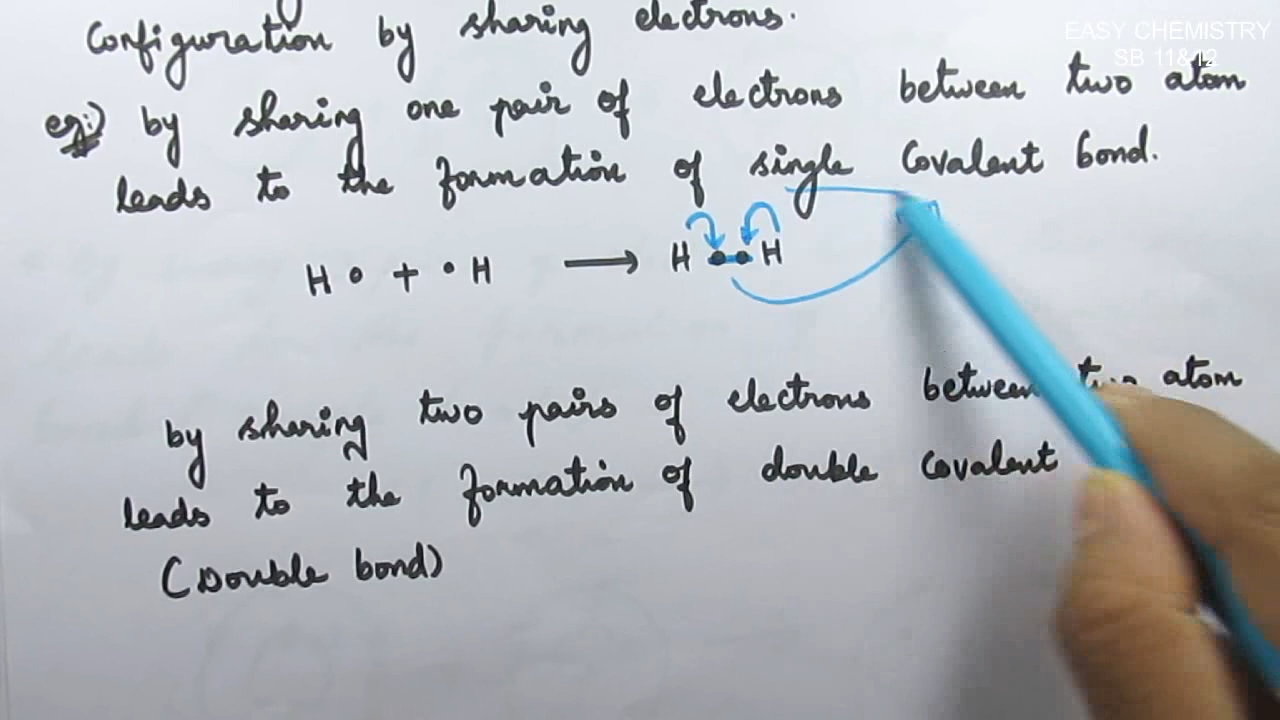 Configuration by sharing electrons.
EASY CHEMISTRY
SB 11&12
eg:) by sharing one pair of electrons between two atom
leads to the formation of single Covalent bond.
H • + • H ⟶ H •• H
by sharing two pairs of electrons between two atom
leads to the formation of double covalent
(Double bond)